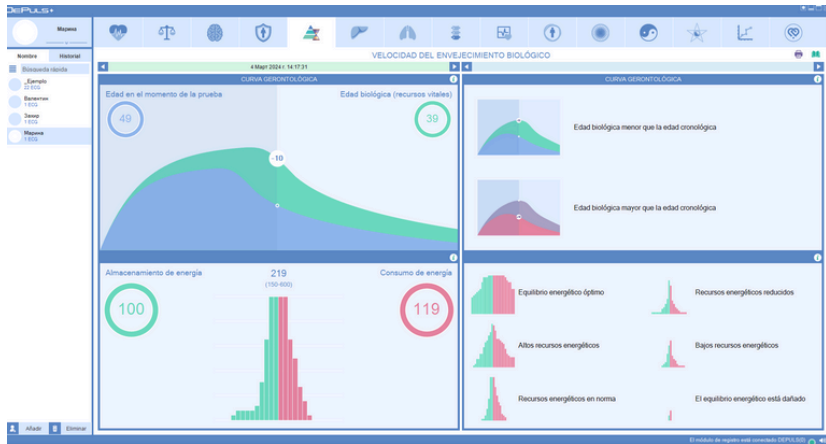 DEPULS+
Марина
Nombre Historial
Búsqueda rápida
_Ejemplo
22 ECG
Валентин
1 ECG
Закир
1 ECG
Марина
1 ECG
Añadir Eliminar
VELOCIDAD DEL ENVEJECIMIENTO BIOLÓGICO
4 Март 2024 г. 14:17:31
CURVA GERONTOLÓGICA
Edad en el momento de la prueba
49
Edad biológica (recursos vitales)
39
-10
Almacenamiento de energía
100
219
(150-600)
Consumo de energía
119
CURVA GERONTOLÓGICA
Edad biológica menor que la edad cronológica
Edad biológica mayor que la edad cronológica
Equilibrio energético óptimo
Recursos energéticos reducidos
Altos recursos energéticos
Bajos recursos energéticos
Recursos energéticos en norma
El equilibrio energético está dañado